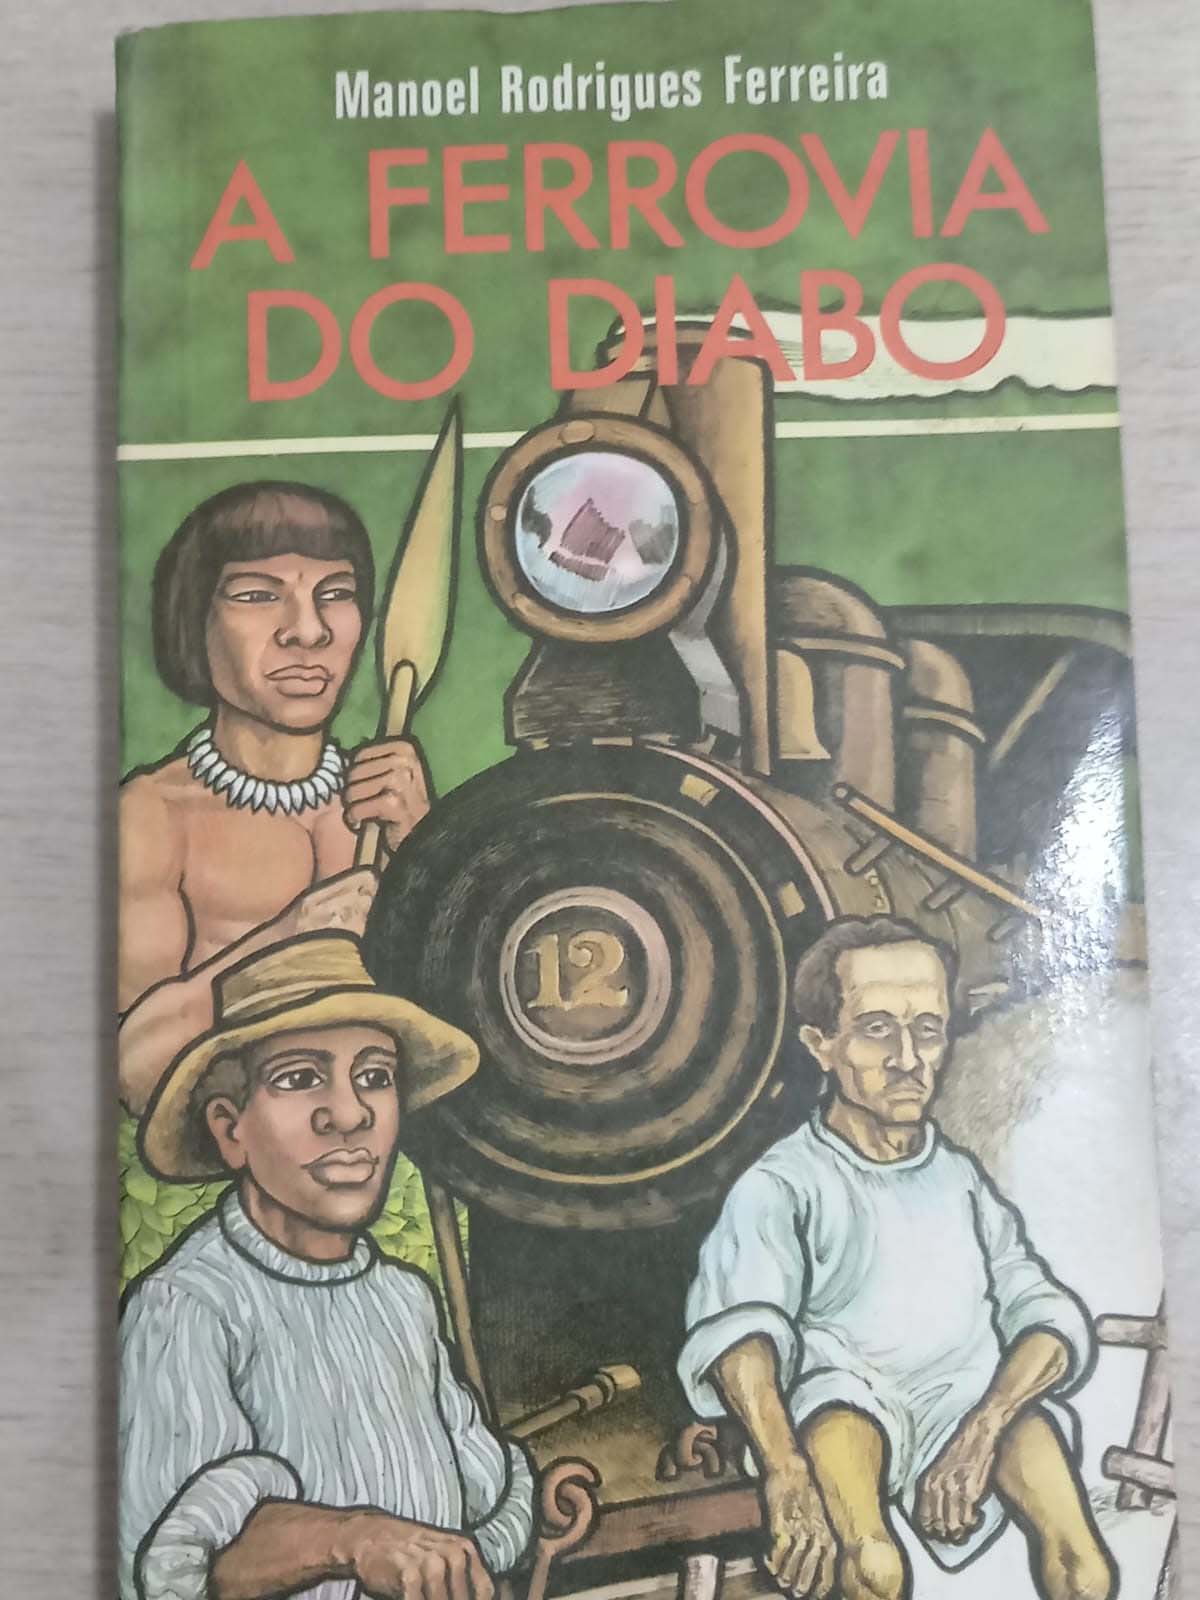 Manoel Rodrigues Ferreira
A FERROVIA
DO DIABO
12